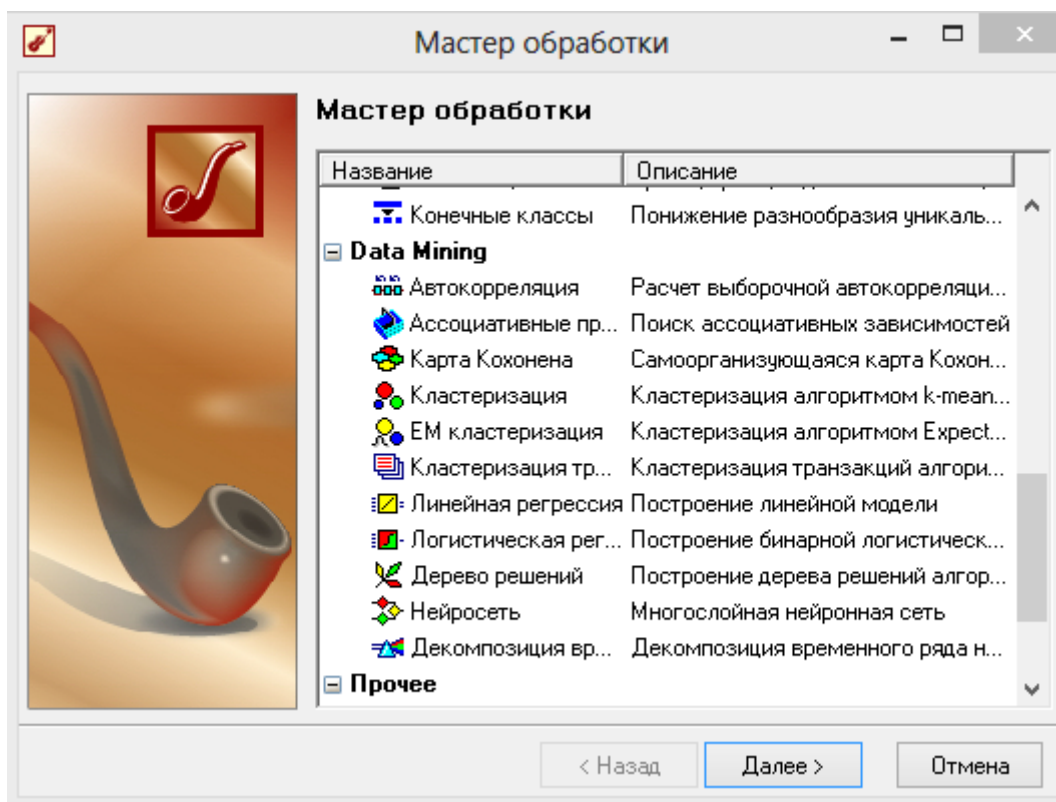 Мастер обработки
Мастер обработки
Название Описание
Конечные классы Понижение разнообразия уникаль...
Data Mining
Автокорреляция Расчет выборочной автокорреляци...
Ассоциативные пр... Поиск ассоциативных зависимостей
Карта Кохонена Самоорганизующаяся карта Кохон...
Кластеризация Кластеризация алгоритмом k-mean...
EM кластеризация Кластеризация алгоритмом Expect...
Кластеризация тр... Кластеризация транзакций алгори...
Линейная регрессия Построение линейной модели
Логистическая рег... Построение бинарной логистическ...
Дерево решений Построение дерева решений алгор...
Нейросеть Многослойная нейронная сеть
Декомпозиция вр... Декомпозиция временного ряда н...
Прочее
< Назад Далее > Отмена